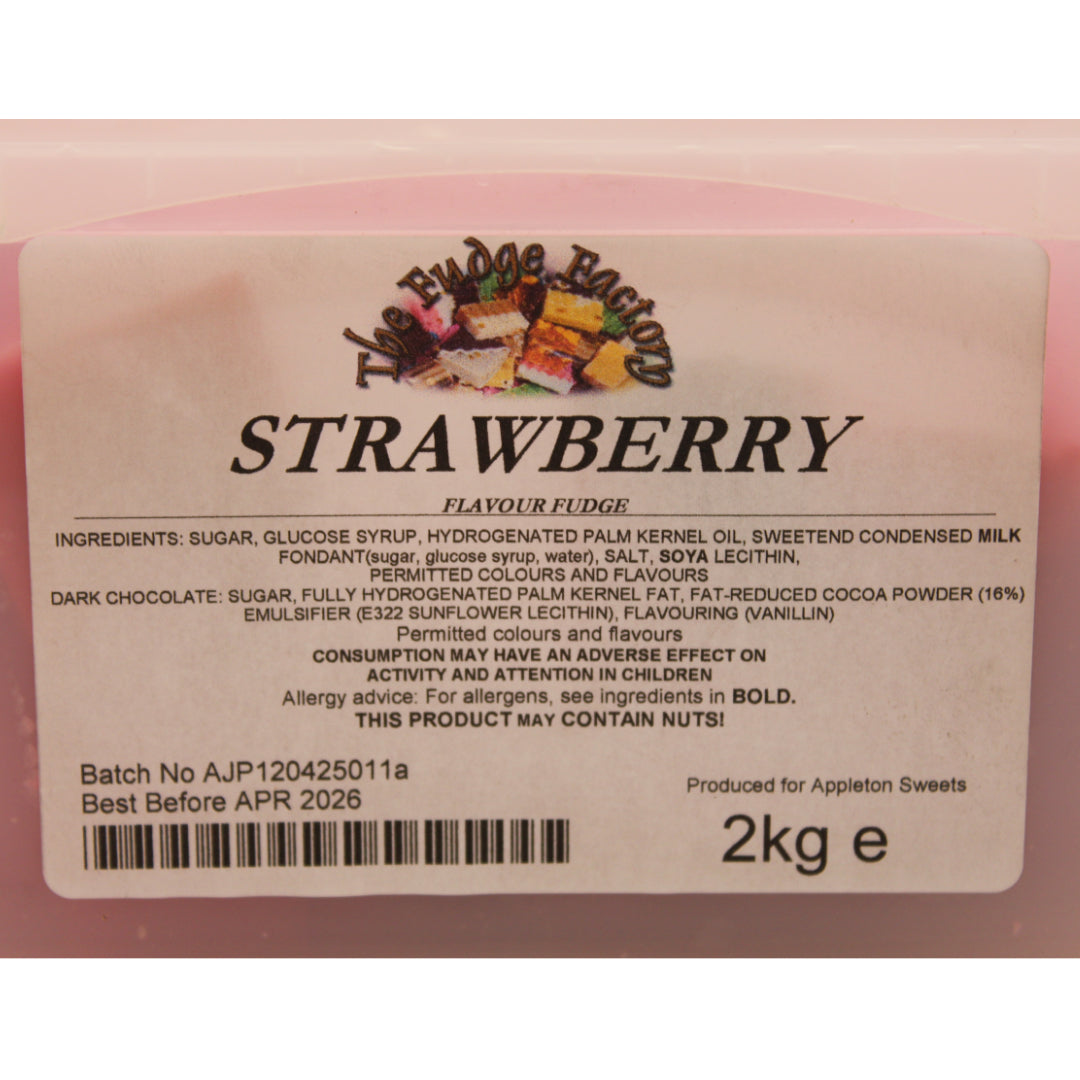 The Fudge Factory
STRAWBERRY
FLAVOUR FUDGE
INGREDIENTS: SUGAR, GLUCOSE SYRUP, HYDROGENATED PALM KERNEL OIL, SWEETEND CONDENSED MILK
FONDANT(sugar, glucose syrup, water), SALT, SOYA LECITHIN,
PERMITTED COLOURS AND FLAVOURS
DARK CHOCOLATE: SUGAR, FULLY HYDROGENATED PALM KERNEL FAT, FAT-REDUCED COCOA POWDER (16%)
EMULSIFIER (E322 SUNFLOWER LECITHIN), FLAVOURING (VANILLIN)
Permitted colours and flavours
CONSUMPTION MAY HAVE AN ADVERSE EFFECT ON
ACTIVITY AND ATTENTION IN CHILDREN
Allergy advice: For allergens, see ingredients in BOLD.
THIS PRODUCT MAY CONTAIN NUTS!
Batch No AJP120425011a
Best Before APR 2026
Produced for Appleton Sweets
2kg e